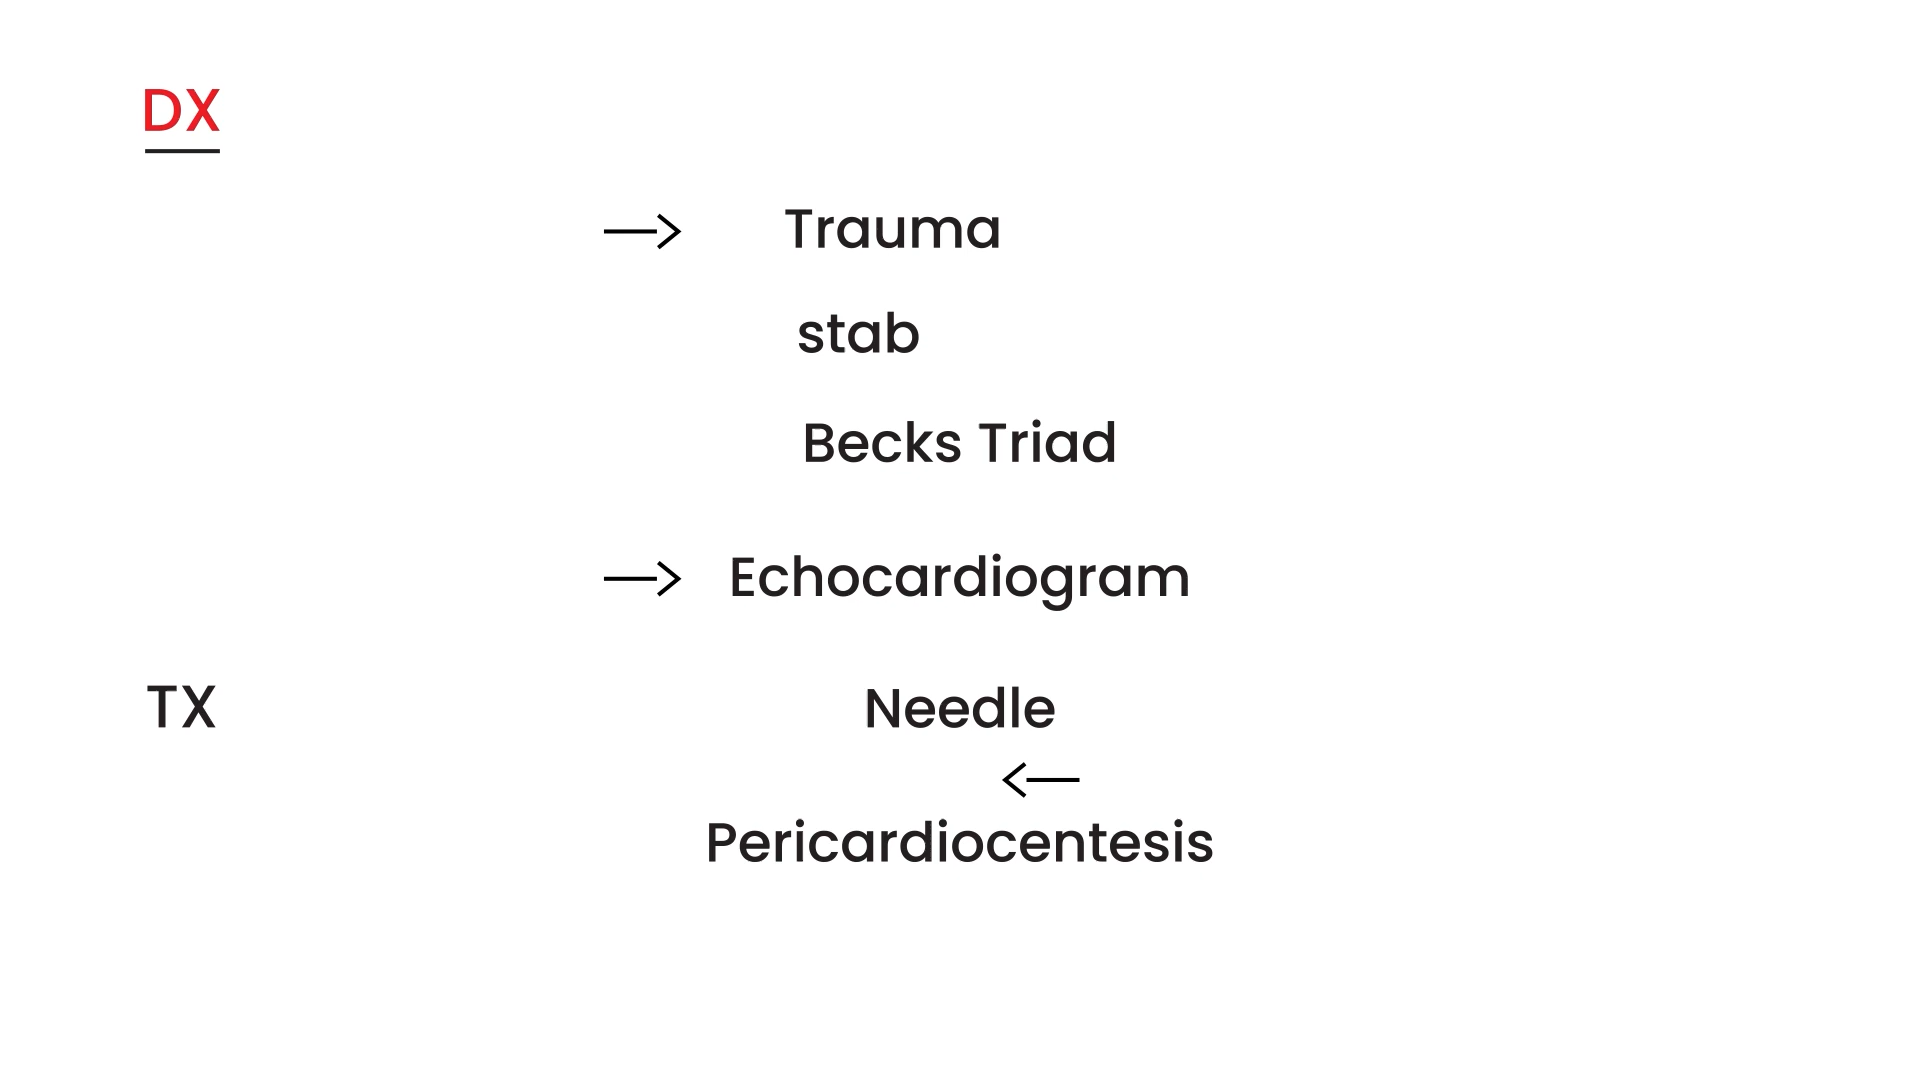 DX
Trauma
stab
Becks Triad
Echocardiogram
TX
Needle
Pericardiocentesis